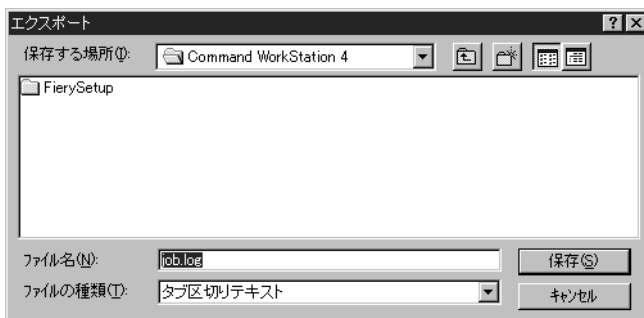 エクスポート
保存する場所(I): Command WorkStation 4
FierySetup
ファイル名(N): job.log 保存(S)
ファイルの種類(T): タブ区切りテキスト キャンセル